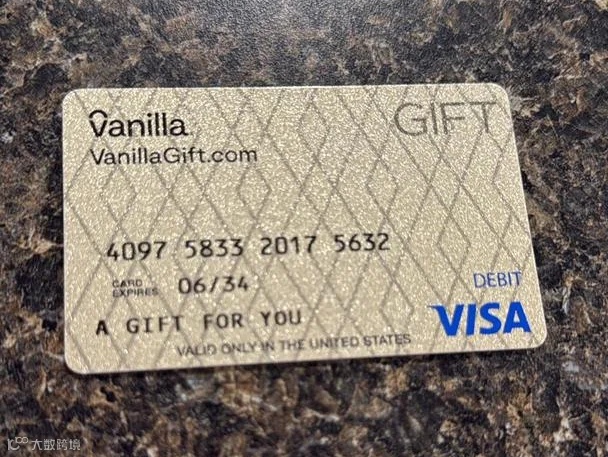 Vanilla
GIFT
VanillaGift.com
4097 5833 2017 5632
CARD EXPIRES 06/34
DEBIT
VISA
A GIFT FOR YOU
VALID ONLY IN THE UNITED STATES
大数跨境